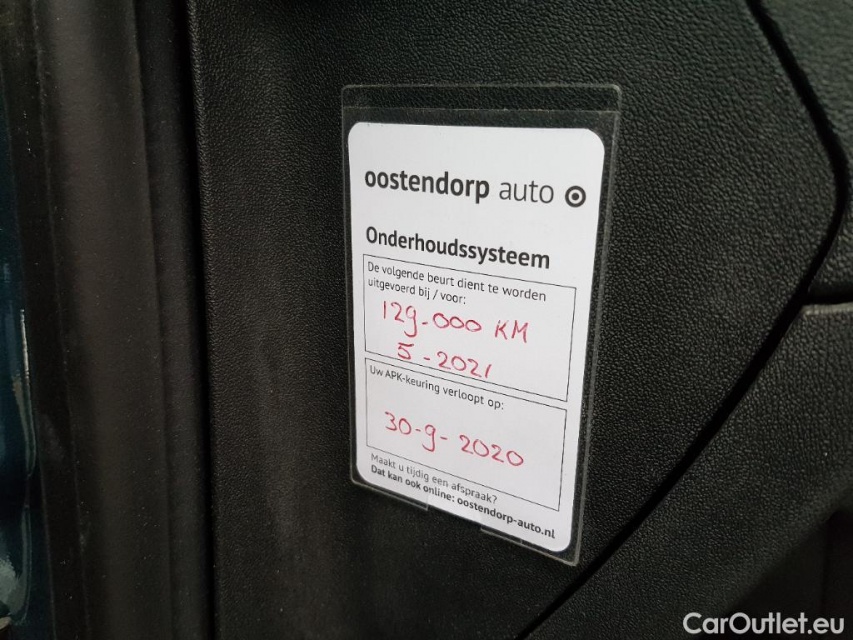 oostendorp auto
Onderhoudssysteem
De volgende beurt dient te worden
uitgevoerd bij / voor:
129.000 KM
5-2021
Uw APK-keuring verloopt op:
30-9-2020
Maakt u tijdig een afspraak?
Dat kan ook online: oostendorp-auto.nl
CarOutlet.eu